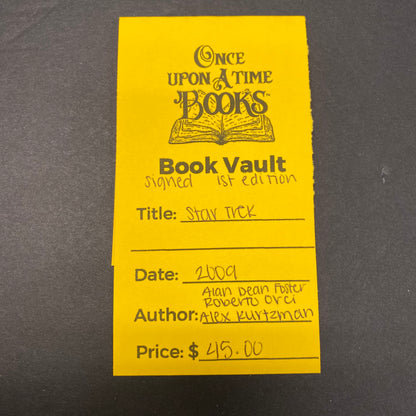 Once
upon A time
Books
Book Vault
signed 1st edition
Title: Star Trek
Date: 2009
Alan Dean Foster
Roberto Orci
Author: Alex Kurtzman
Price: $ 45.00